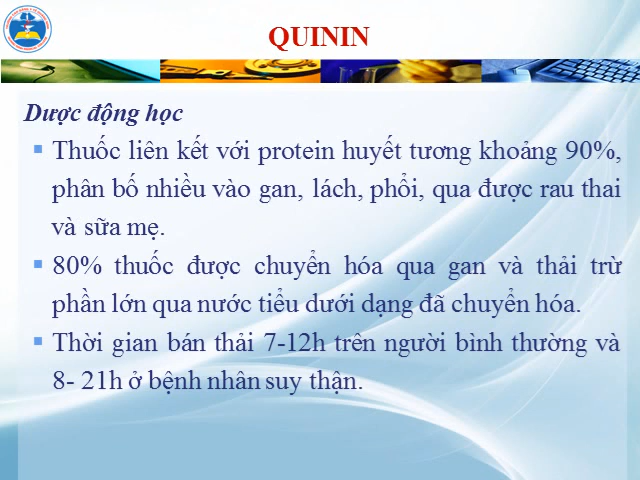 QUININ
Dược động học
Thuốc liên kết với protein huyết tương khoảng 90%,
phân bố nhiều vào gan, lách, phổi, qua được rau thai
và sữa mẹ.
80% thuốc được chuyển hóa qua gan và thải trừ
phần lớn qua nước tiểu dưới dạng đã chuyển hóa.
Thời gian bán thải 7-12h trên người bình thường và
8- 21h ở bệnh nhân suy thận.